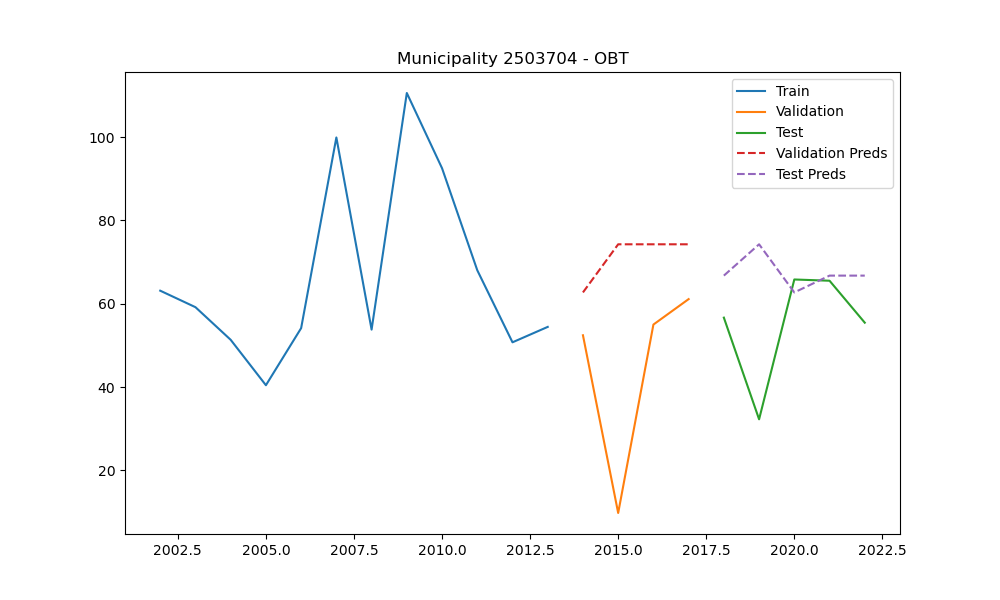 Municipality 2503704 - OBT
Train
Validation
Test
Validation Preds
Test Preds
100
80
60
40
20
2002.5 2005.0 2007.5 2010.0 2012.5 2015.0 2017.5 2020.0 2022.5